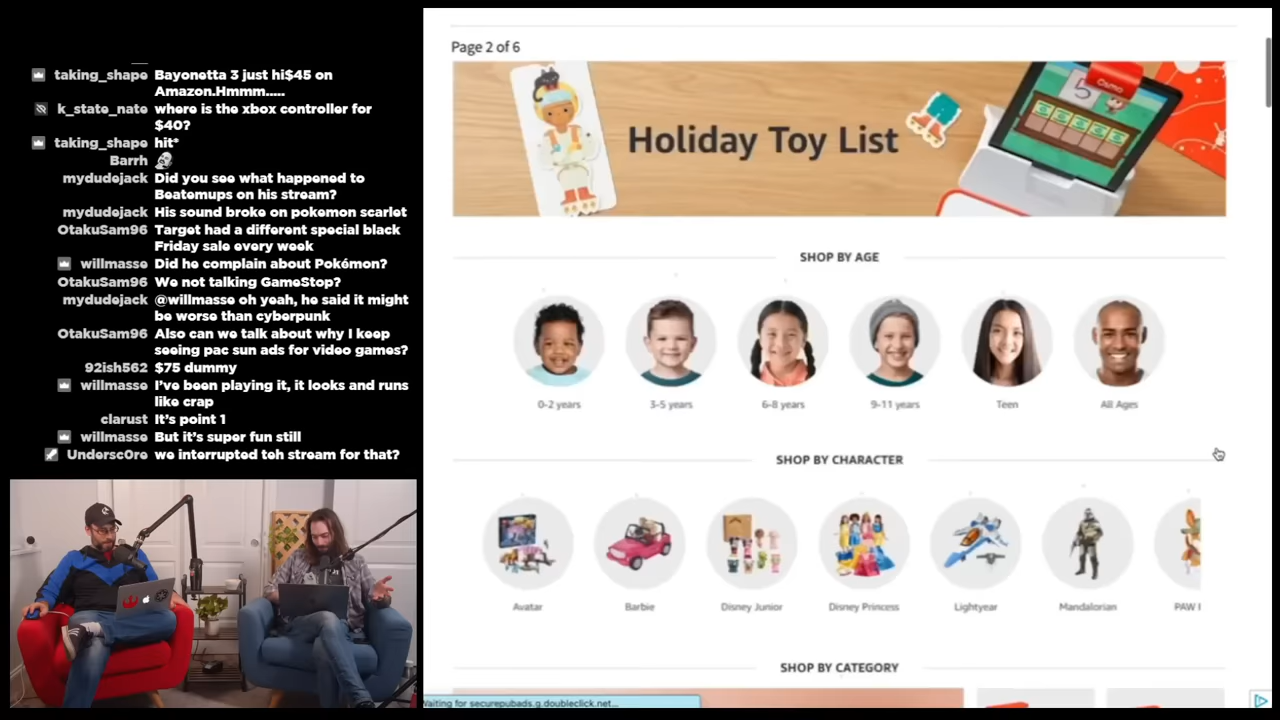 taking_shape Bayonetta 3 just hi$45 on
Amazon.Hmmm.....
k_state_nate where is the xbox controller for
$40?
taking_shape hit*
Barrh
mydudejack Did you see what happened to
Beatemups on his stream?
mydudejack His sound broke on pokemon scarlet
OtakuSam96 Target had a different special black
Friday sale every week
willmasse Did he complain about Pokémon?
OtakuSam96 We not talking GameStop?
mydudejack @willmasse oh yeah, he said it might
be worse than cyberpunk
OtakuSam96 Also can we talk about why I keep
seeing pac sun ads for video games?
92ish562 $75 dummy
willmasse I've been playing it, it looks and runs
like crap
clarust It's point 1
willmasse But it's super fun still
Undersc0re we interrupted teh stream for that?
Page 2 of 6
Holiday Toy List
5
Osmo
SHOP BY AGE
0-2 years
3-5 years
6-8 years
9-11 years
Teen
All Ages
SHOP BY CHARACTER
Avatar
Barbie
Disney Junior
Disney Princess
Lightyear
Mandalorian
PAW
SHOP BY CATEGORY
Waiting for securepubads.g.doubleclick.net...